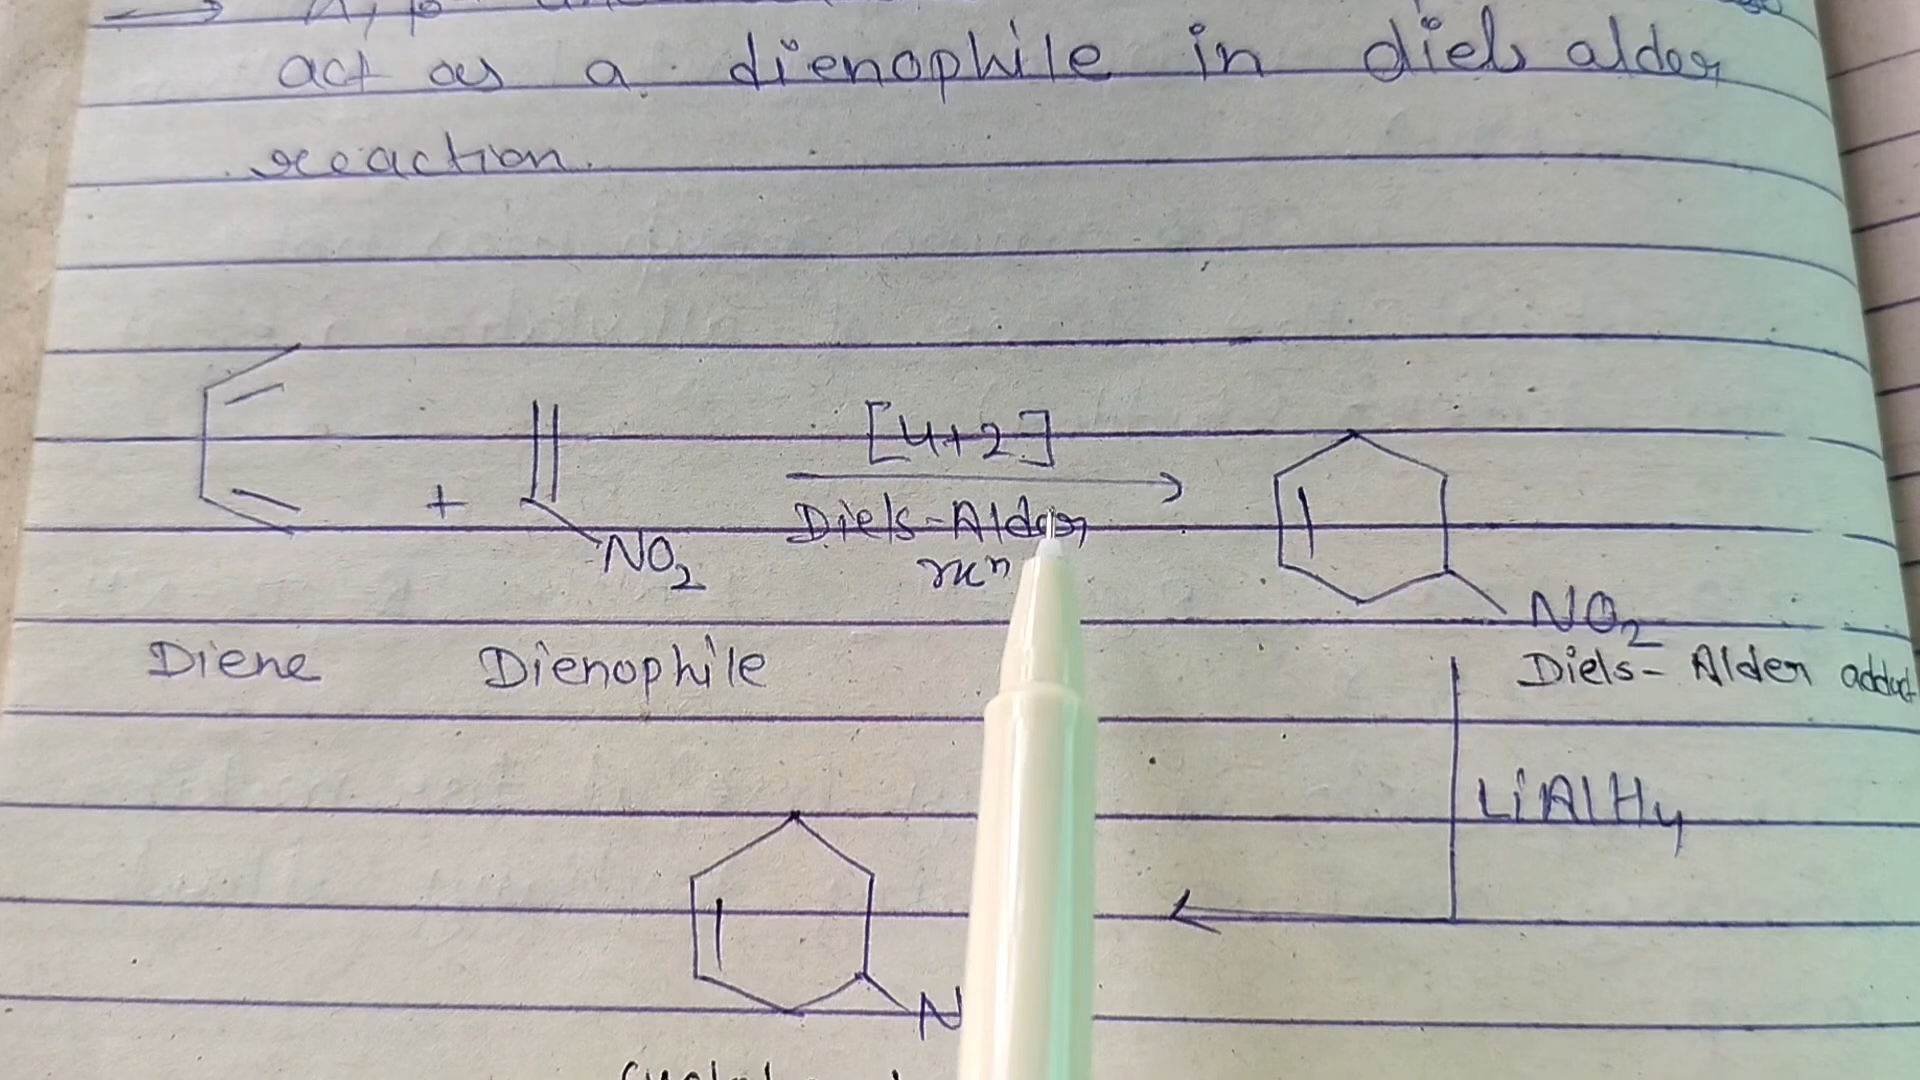 act as a dienophile in diels alder
reaction.
[4+2]
+
Diels-Alder
rxn
NO2
NO2
Diene Dienophile
Diels- Alder adduct
LiAlH4
N